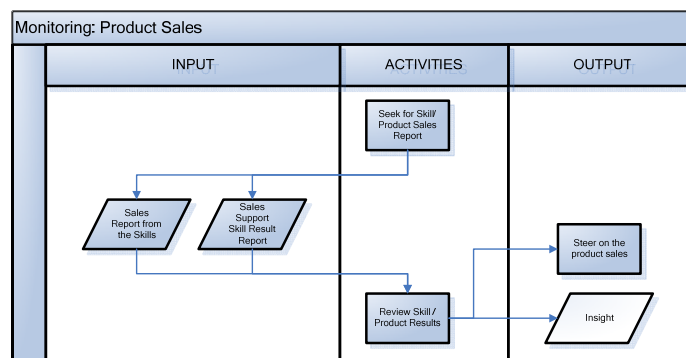 Monitoring: Product Sales
INPUT
ACTIVITIES
OUTPUT
Seek for Skill/
Product Sales
Report
Sales
Report from
the Skills
Sales
Support
Skill Result
Report
Steer on the
product sales
Review Skill /
Product Results
Insight